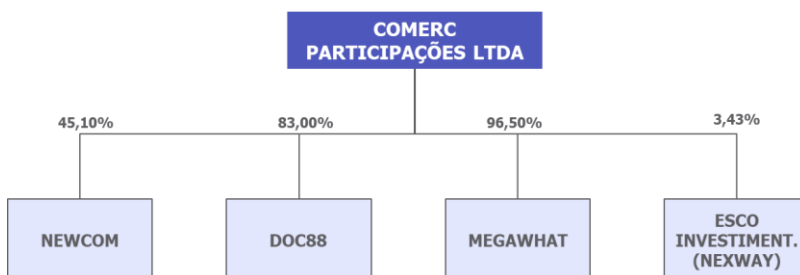 COMERC
PARTICIPAÇÕES LTDA
45,10%
83,00%
96,50%
3,43%
NEWCOM
DOC88
MEGAWHAT
ESCO
INVESTIMENT.
(NEXWAY)